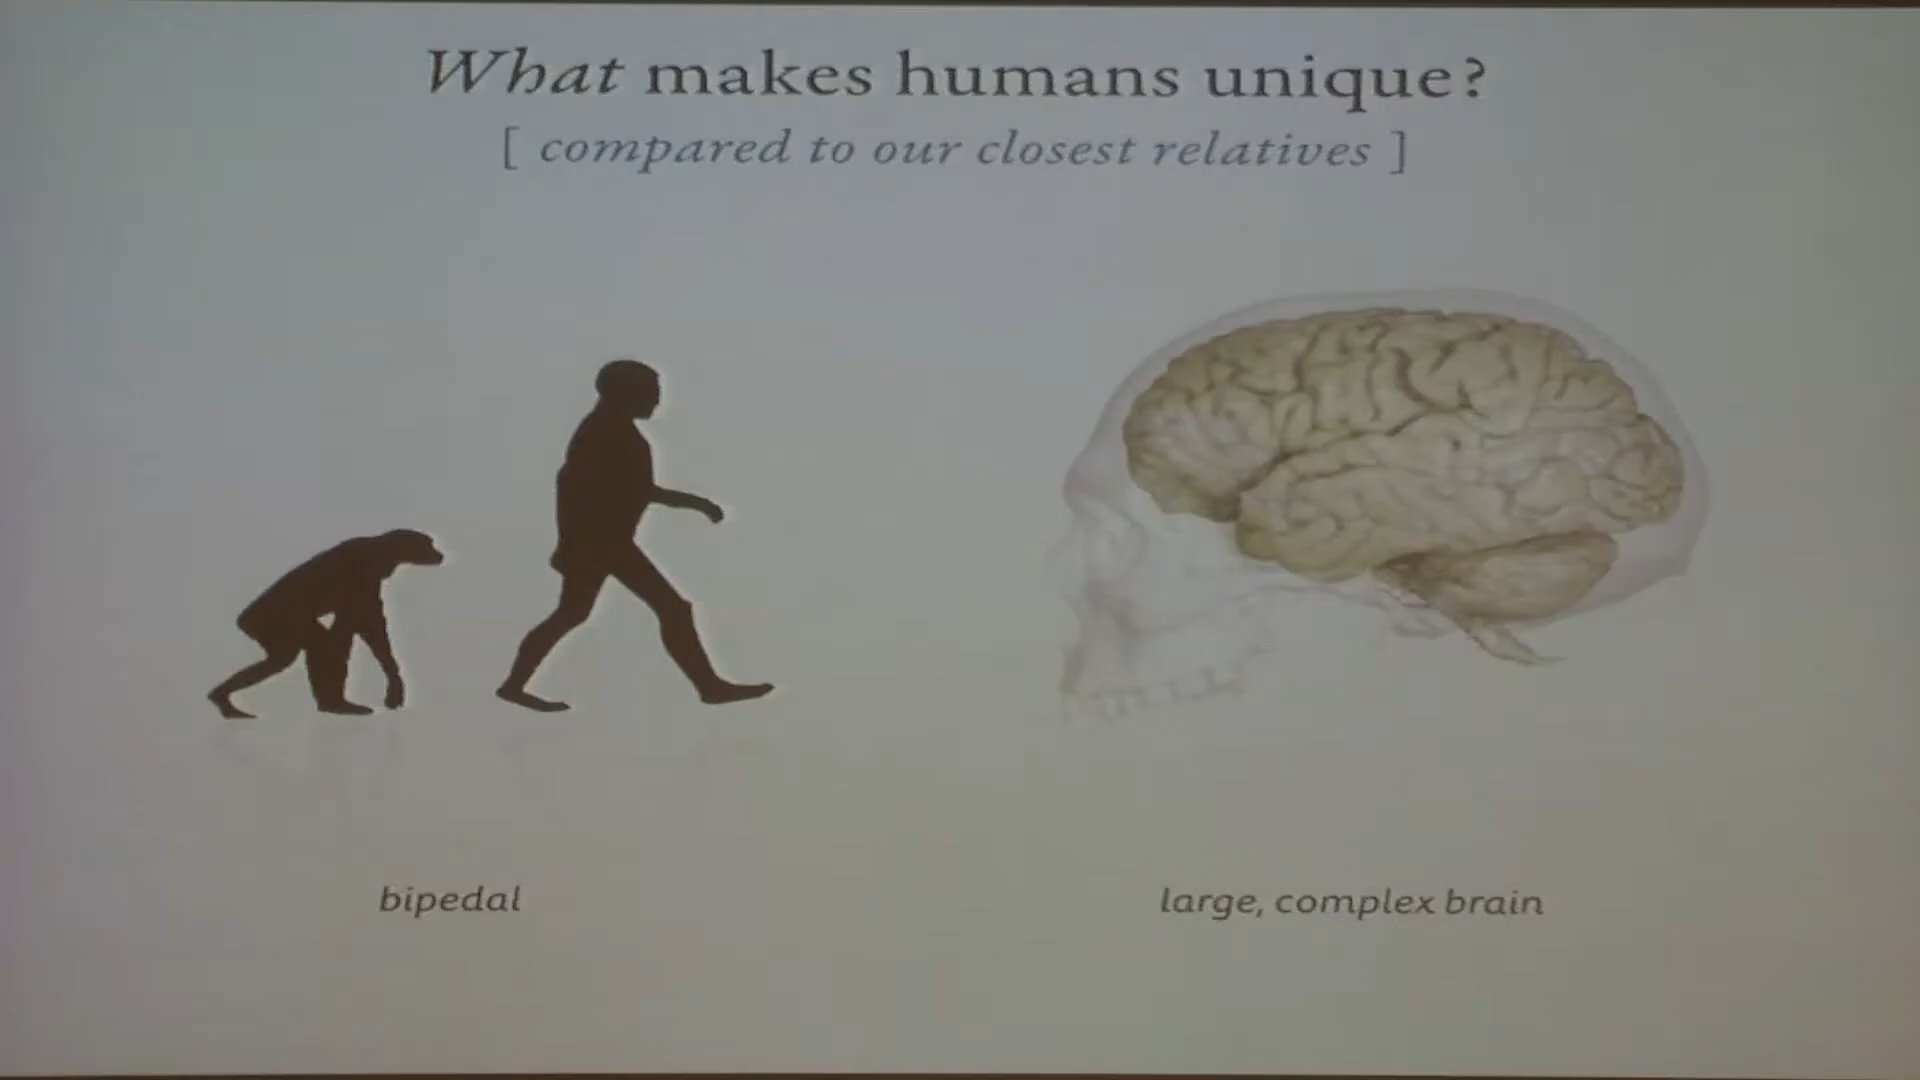 What makes humans unique?
[ compared to our closest relatives ]
bipedal
large, complex brain